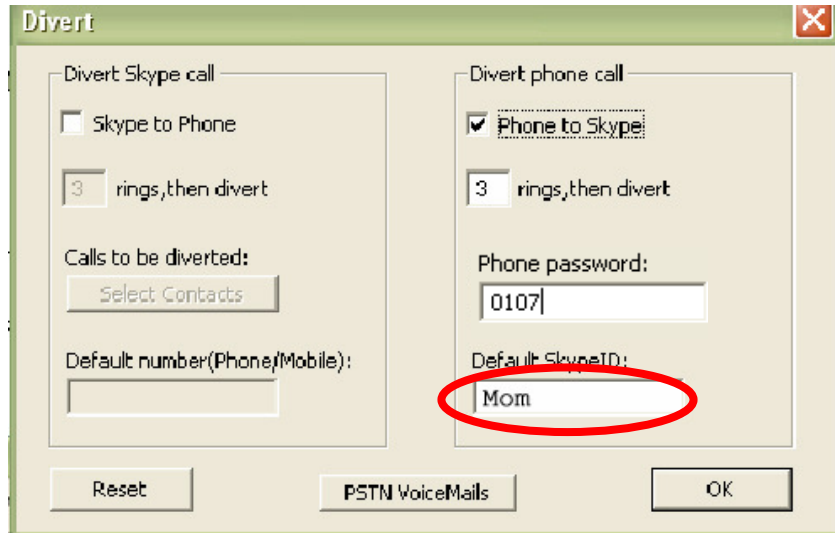 Divert
Divert Skype call
Skype to Phone
3 rings,then divert
Calls to be diverted:
Select Contacts
Default number(Phone/Mobile):
Divert phone call
Phone to Skype
3 rings,then divert
Phone password:
0107
Default SkypeID:
Mom
Reset
PSTN VoiceMails
OK